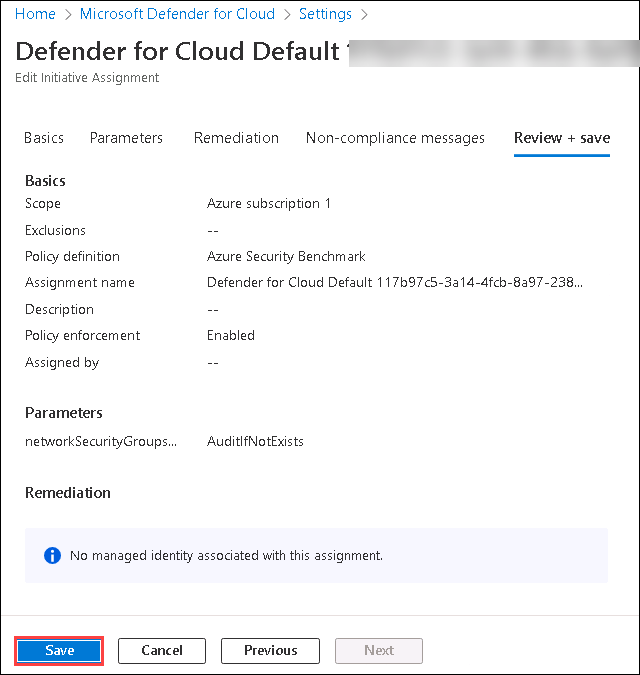 Home > Microsoft Defender for Cloud > Settings >
Defender for Cloud Default
Edit Initiative Assignment
Basics Parameters Remediation Non-compliance messages Review + save
Basics
Scope Azure subscription 1
Exclusions --
Policy definition Azure Security Benchmark
Assignment name Defender for Cloud Default 117b97c5-3a14-4fcb-8a97-238...
Description --
Policy enforcement Enabled
Assigned by --
Parameters
networkSecurityGroups... AuditIfNotExists
Remediation
No managed identity associated with this assignment.
Save Cancel Previous Next